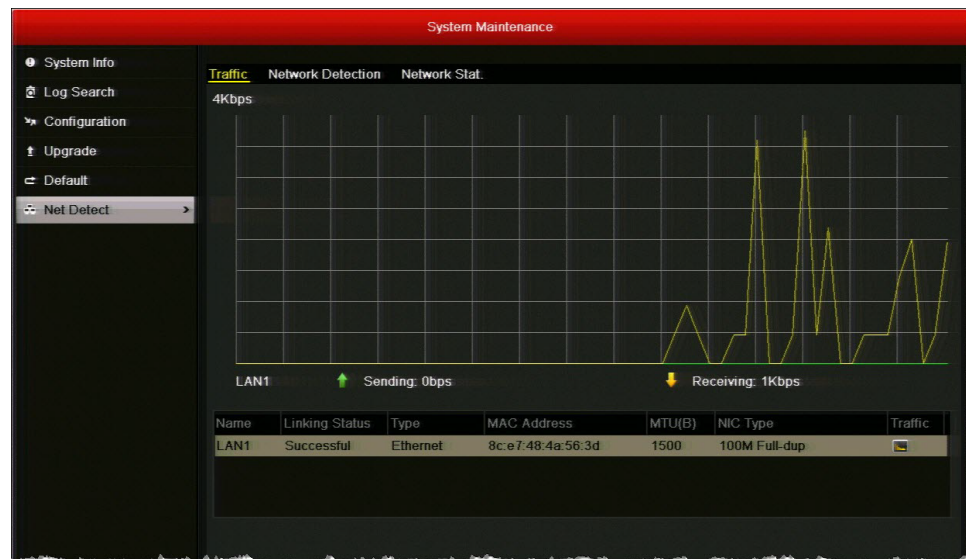 System Maintenance
System Info
Log Search
Configuration
Upgrade
Default
Net Detect >
Traffic Network Detection Network Stat.
4Kbps
LAN1 Sending: 0bps Receiving: 1Kbps
Name Linking Status Type MAC Address MTU(B) NIC Type Traffic
LAN1 Successful Ethernet 8c:e7:48:4a:56:3d 1500 100M Full-dup